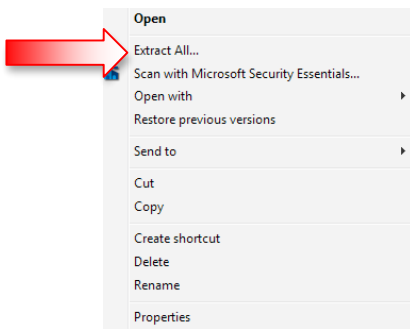 Open
Extract All...
Scan with Microsoft Security Essentials...
Open with
Restore previous versions
Send to
Cut
Copy
Create shortcut
Delete
Rename
Properties